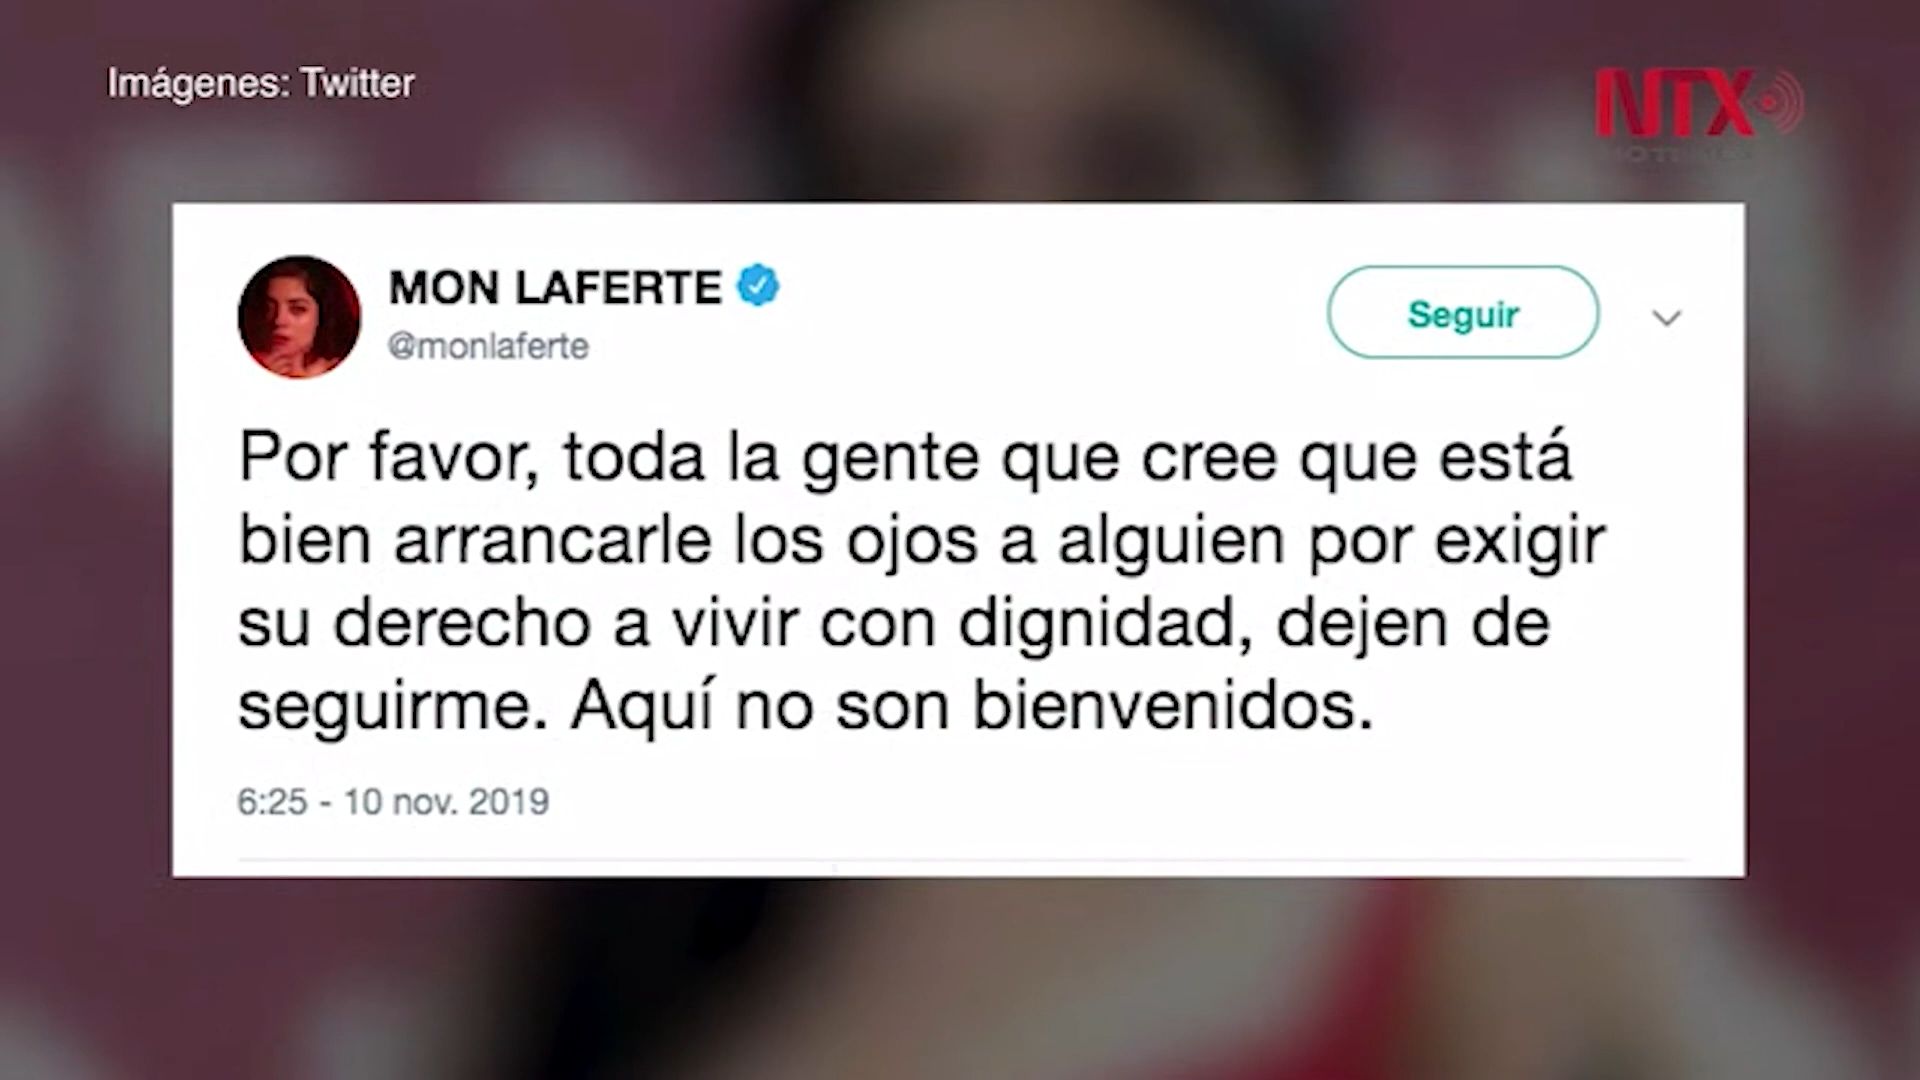 Imágenes: Twitter
NTX
MON LAFERTE
@monlaferte
Seguir
Por favor, toda la gente que cree que está
bien arrancarle los ojos a alguien por exigir
su derecho a vivir con dignidad, dejen de
seguirme. Aquí no son bienvenidos.
6:25 - 10 nov. 2019